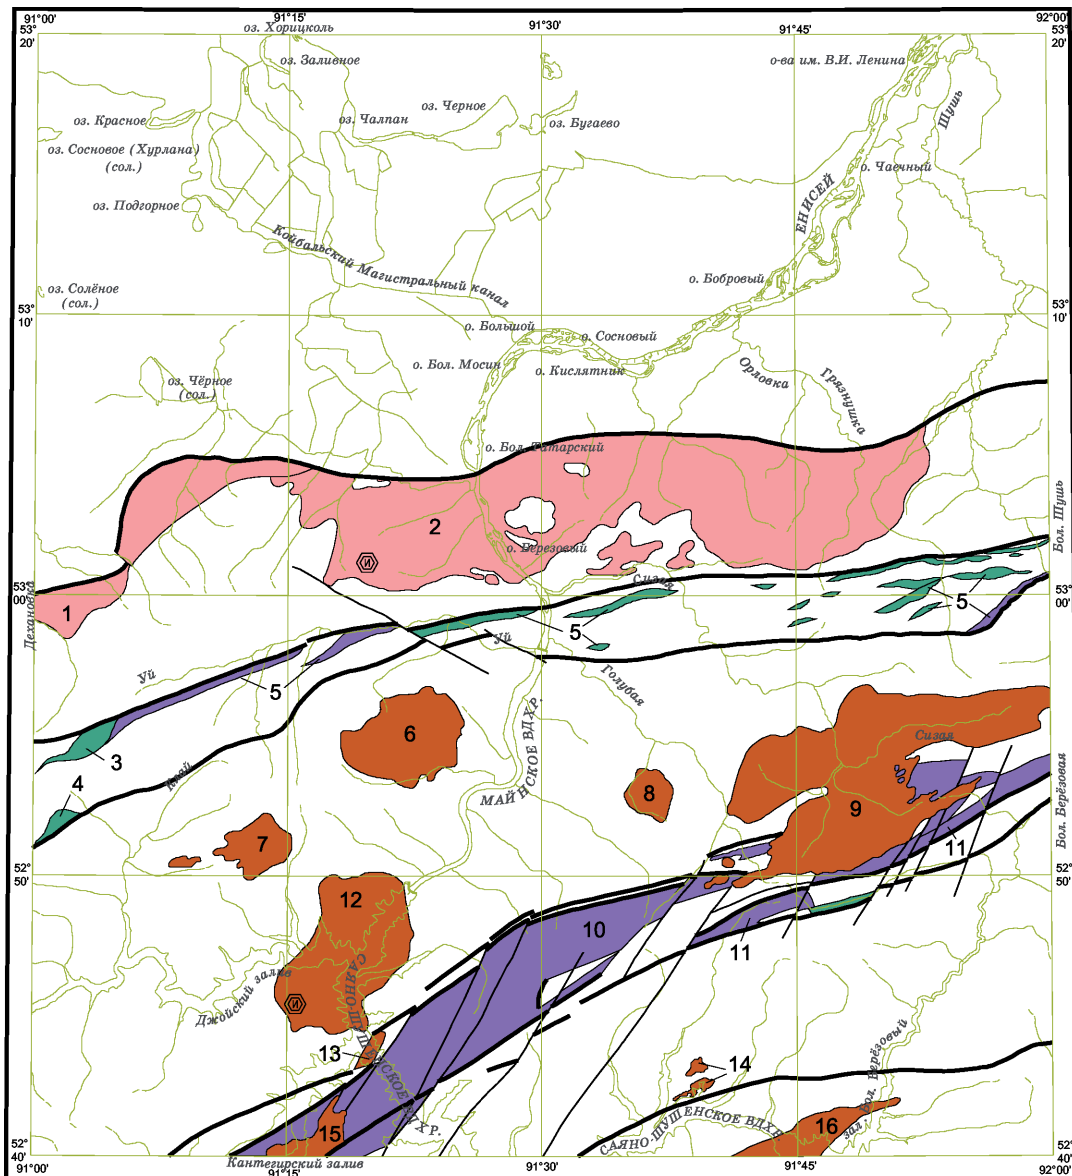 91°00' 91°15' 91°30' 91°45' 92°00'
53° 20' 53° 20'
оз. Хорицколь
оз. Заливное
о-ва им. В.И. Ленина
оз. Черное
оз. Красное
оз. Чалпан
оз. Бугаево
Шушь
оз. Сосновое (Хурлана)
(сол.)
о. Чаечный
оз. Подгорное
ЕНИСЕЙ
Койбальский Магистральный канал
о. Бобровый
оз. Солёное
(сол.)
53° 10' 53° 10'
о. Большой
о. Сосновый
о. Бол. Мосин
о. Кислятник
Орловка
Грязнушка
оз. Чёрное
(сол.)
о. Бол. Татарский
Бол. Шушь
2
о. Березовый
И
Сизая
53° 00' 53° 00'
Дехановка
1
5
5
Уй
Уй
5
Голубая
6
Сизая
3
МАЙНСКОЕ ВДХР.
Край
8
4
9
Бол. Берёзовая
7
11
52° 50' 52° 50'
12
10
11
Джойский залив
И
САЯНО-ШУШЕНСКОЕ ВДХР.
13
14
зал. Бол. Берёзовый
САЯНО-ШУШЕНСКОЕ ВДХР.
15
16
52° 40' 52° 40'
Кантегирский залив
91°00' 91°15' 91°30' 91°45' 92°00'